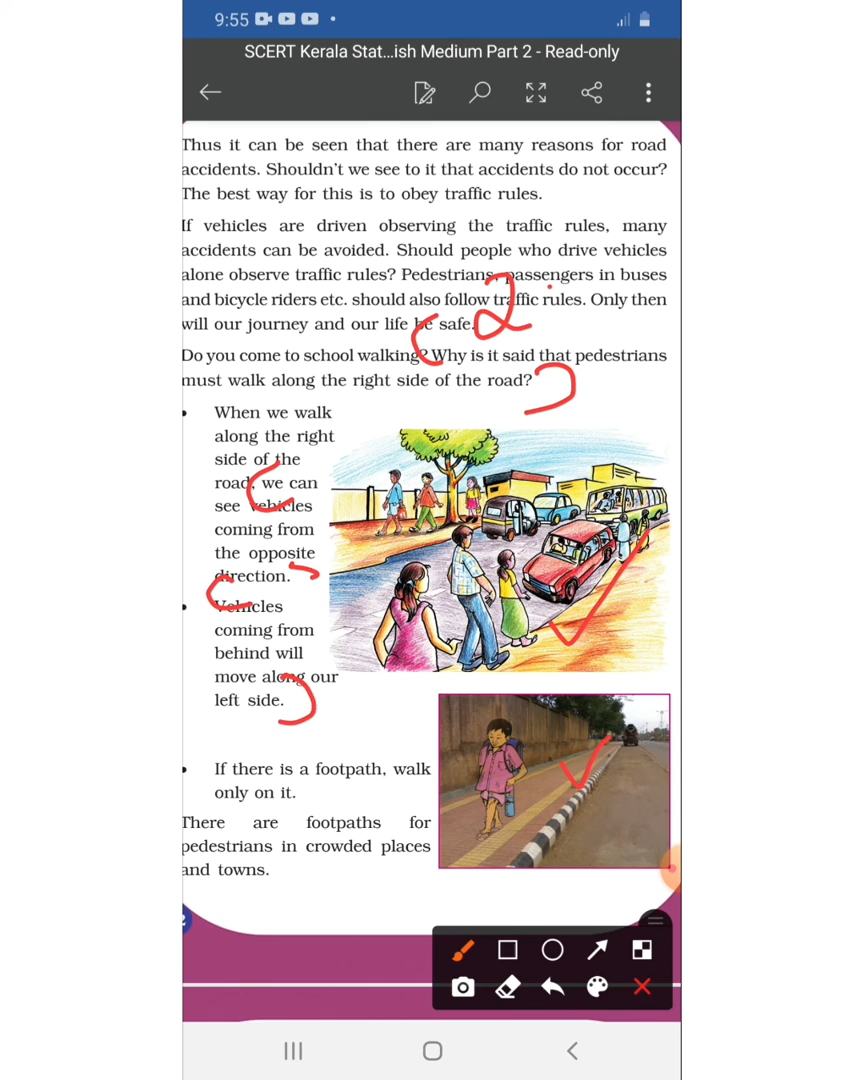 9:55
SCERT Kerala Stat...ish Medium Part 2 - Read-only
Thus it can be seen that there are many reasons for road
accidents. Shouldn't we see to it that accidents do not occur?
The best way for this is to obey traffic rules.
If vehicles are driven observing the traffic rules, many
accidents can be avoided. Should people who drive vehicles
alone observe traffic rules? Pedestrians, passengers in buses
and bicycle riders etc. should also follow traffic rules. Only then
will our journey and our life be safe.
2
Do you come to school walking? Why is it said that pedestrians
must walk along the right side of the road?
• When we walk
along the right
side of the
road, we can
see vehicles
coming from
the opposite
direction.
• Vehicles
coming from
behind will
move along our
left side.
• If there is a footpath, walk
only on it.
There are footpaths for
pedestrians in crowded places
and towns.